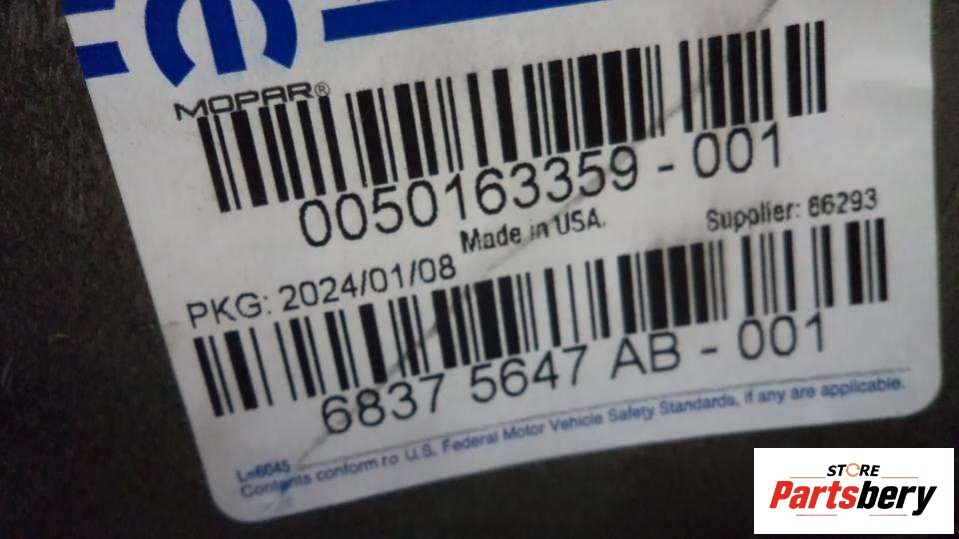 MOPAR®
0050163359 - 001
Made in USA.
Supplier: 66293
PKG: 2024/01/08
6837 5647 AB - 001
L=6045
Contents conform to U.S. Federal Motor Vehicle Safety Standards, if any are applicable.
STORE
Partsbery